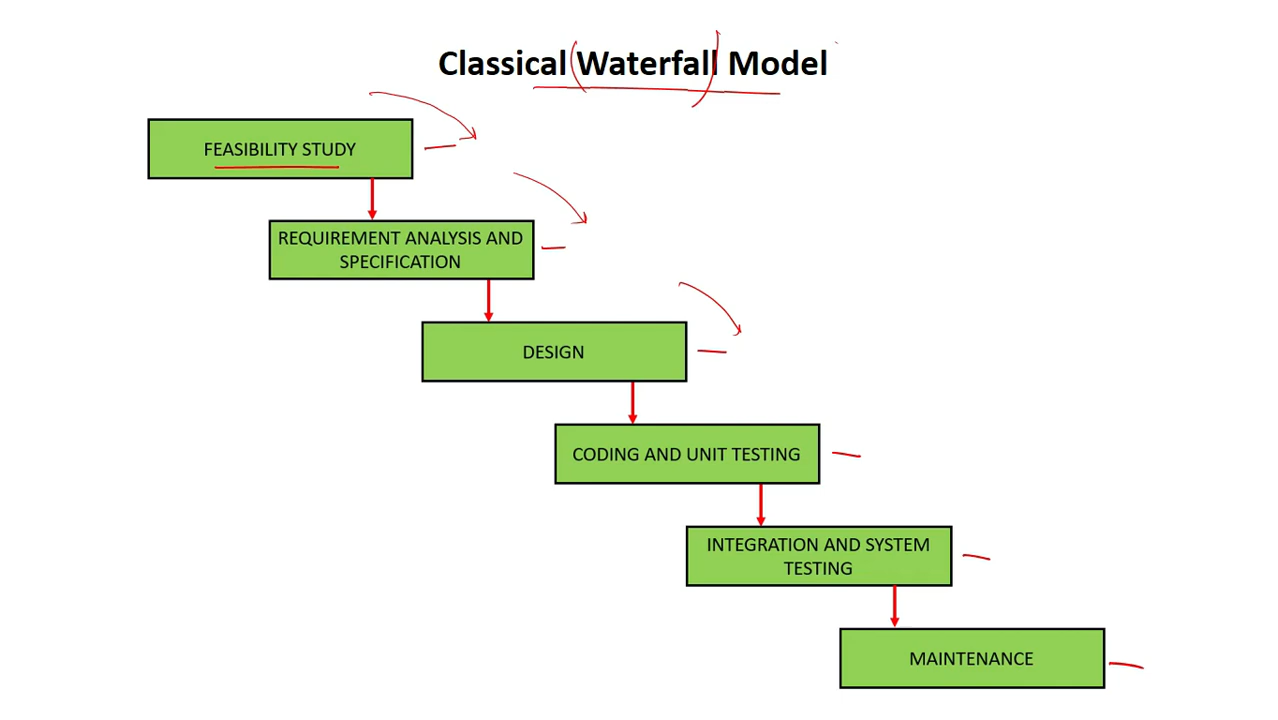 Classical Waterfall Model
FEASIBILITY STUDY
REQUIREMENT ANALYSIS AND
SPECIFICATION
DESIGN
CODING AND UNIT TESTING
INTEGRATION AND SYSTEM
TESTING
MAINTENANCE